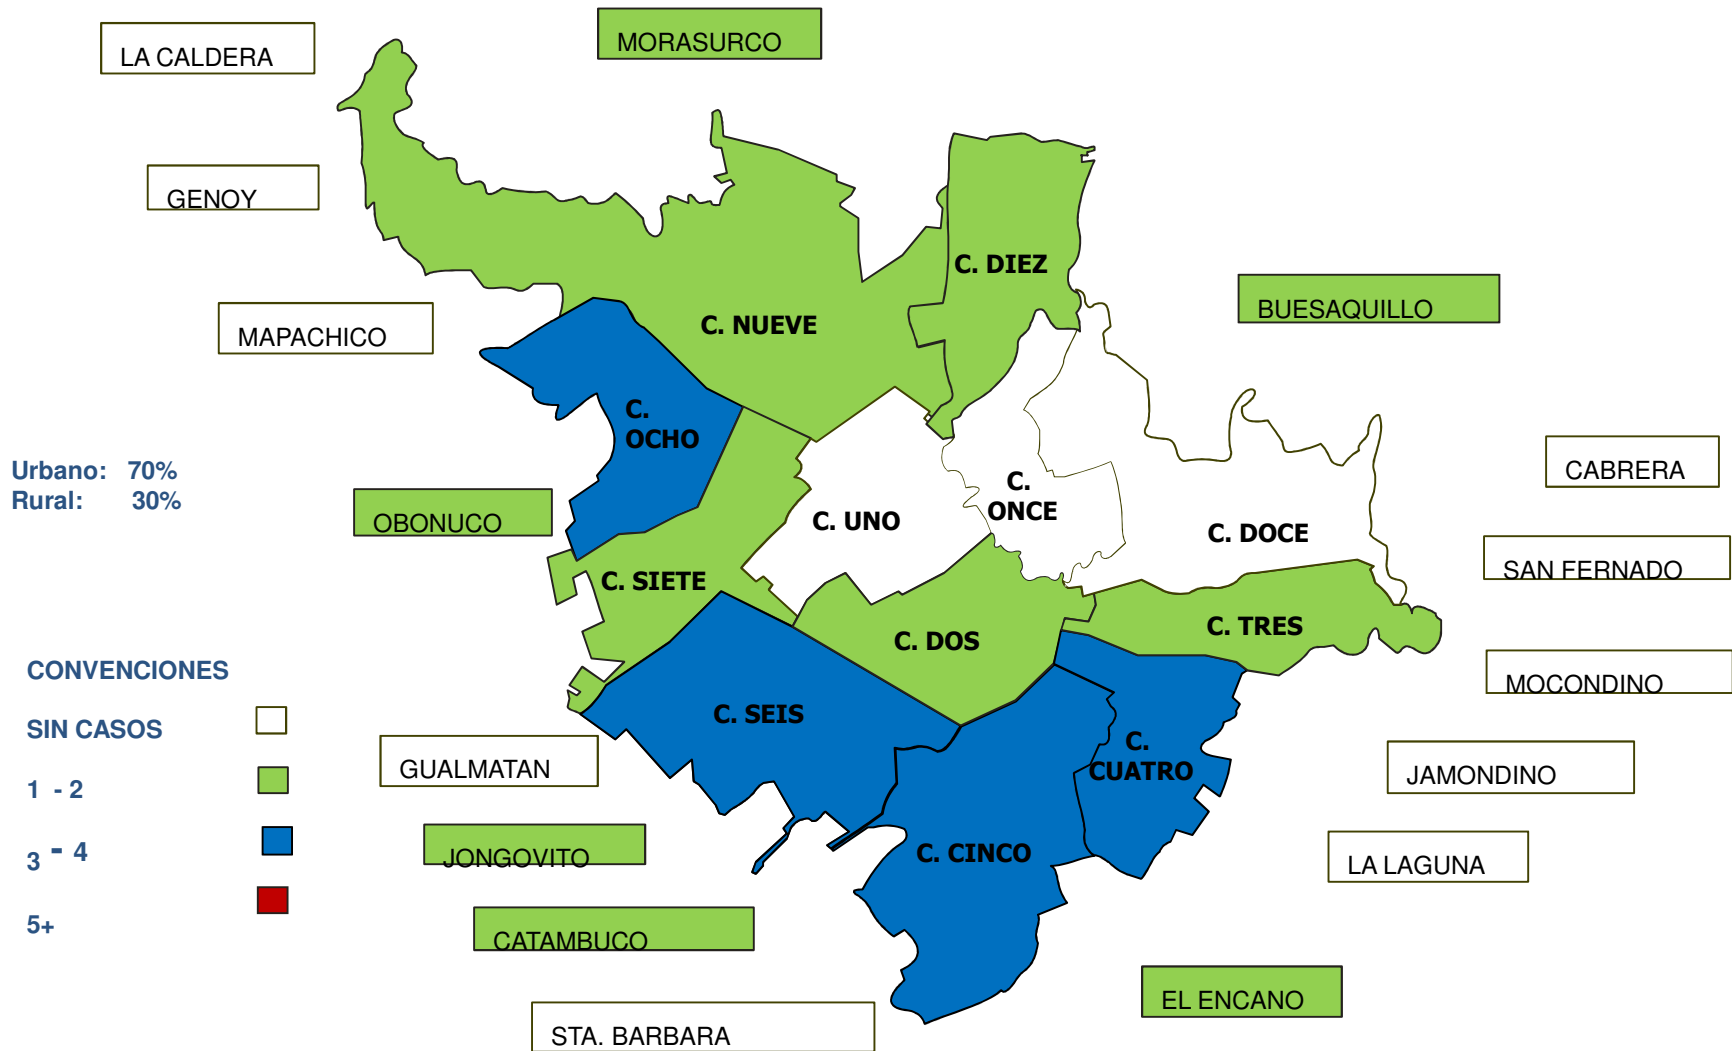 LA CALDERA
MORASURCO
GENOY
C. DIEZ
BUESAQUILLO
MAPACHICO
C. NUEVE
C.
OCHO
Urbano: 70%
Rural: 30%
CABRERA
OBONUCO
C. UNO
C.
ONCE
C. DOCE
SAN FERNADO
C. SIETE
C. DOS
C. TRES
CONVENCIONES
MOCONDINO
SIN CASOS
C. SEIS
GUALMATAN
C.
CUATRO
JAMONDINO
1 - 2
3 - 4
JONGOVITO
C. CINCO
LA LAGUNA
5+
CATAMBUCO
EL ENCANO
STA. BARBARA